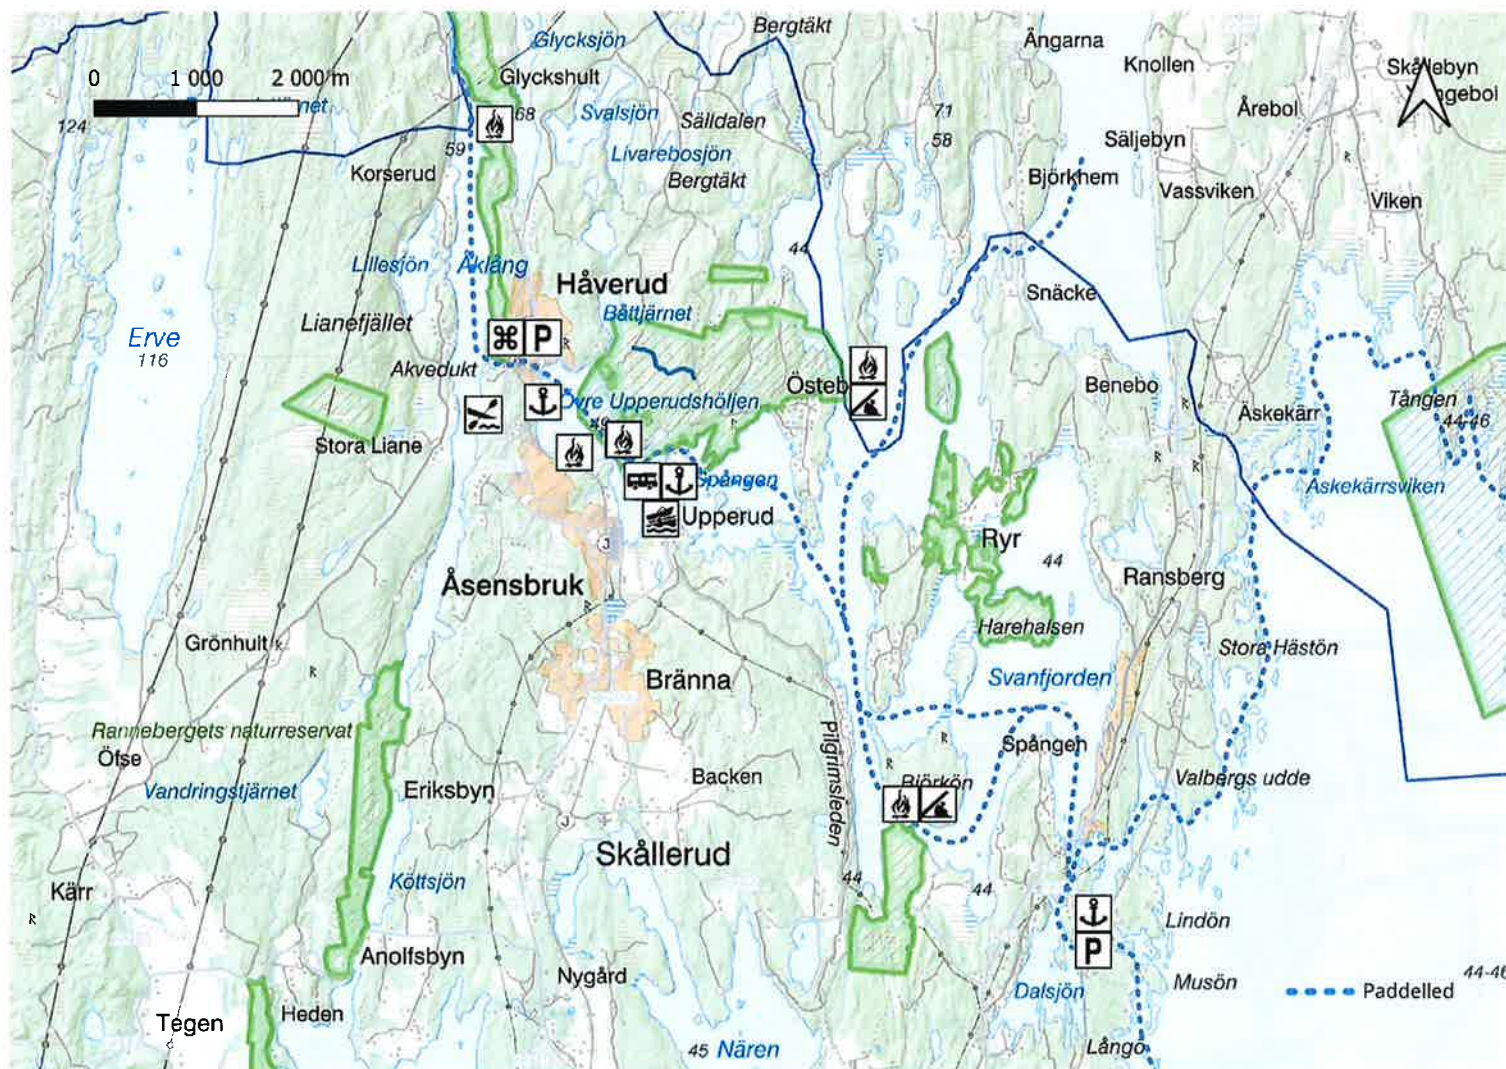 Bergtäkt
Glycksjön
Ängarna
Knollen
Skållebyn
0 1 000 2 000 m
Glyckshult
68
Årebol
124
Svalsjön
Sälldalen
71
58
Säljebyn
59
Livarebosjön
Korserud
Bergtäkt
Björkhem
Vassviken
Viken
44
Lillesjön
Åklång
Håverud
Snäcke
Båttjärnet
Lianefjället
Erve
116
P
Akvedukt
Östeb
Benebo
Tången
Övre Upperudshöljen
Äskekärr
44-46
Stora Liane
Spången
Äskekärrsviken
Upperud
J
Ryr
44
Åsensbruk
Ransberg
Harehalsen
Grönhult
Stora Hästön
Bränna
Svanfjorden
Rannebergets naturreservat
Pilgrimsleden
Öfse
Spången
Backen
Valbergs udde
Vandringstjärnet
Eriksbyn
Björkön
J
Skållerud
Köttsjön
44
44
Kärr
Lindön
P
Anolfsbyn
Nygård
44-46
Musön
Dalsjön
Paddelled
Heden
Tegen
45 Nären
Långö